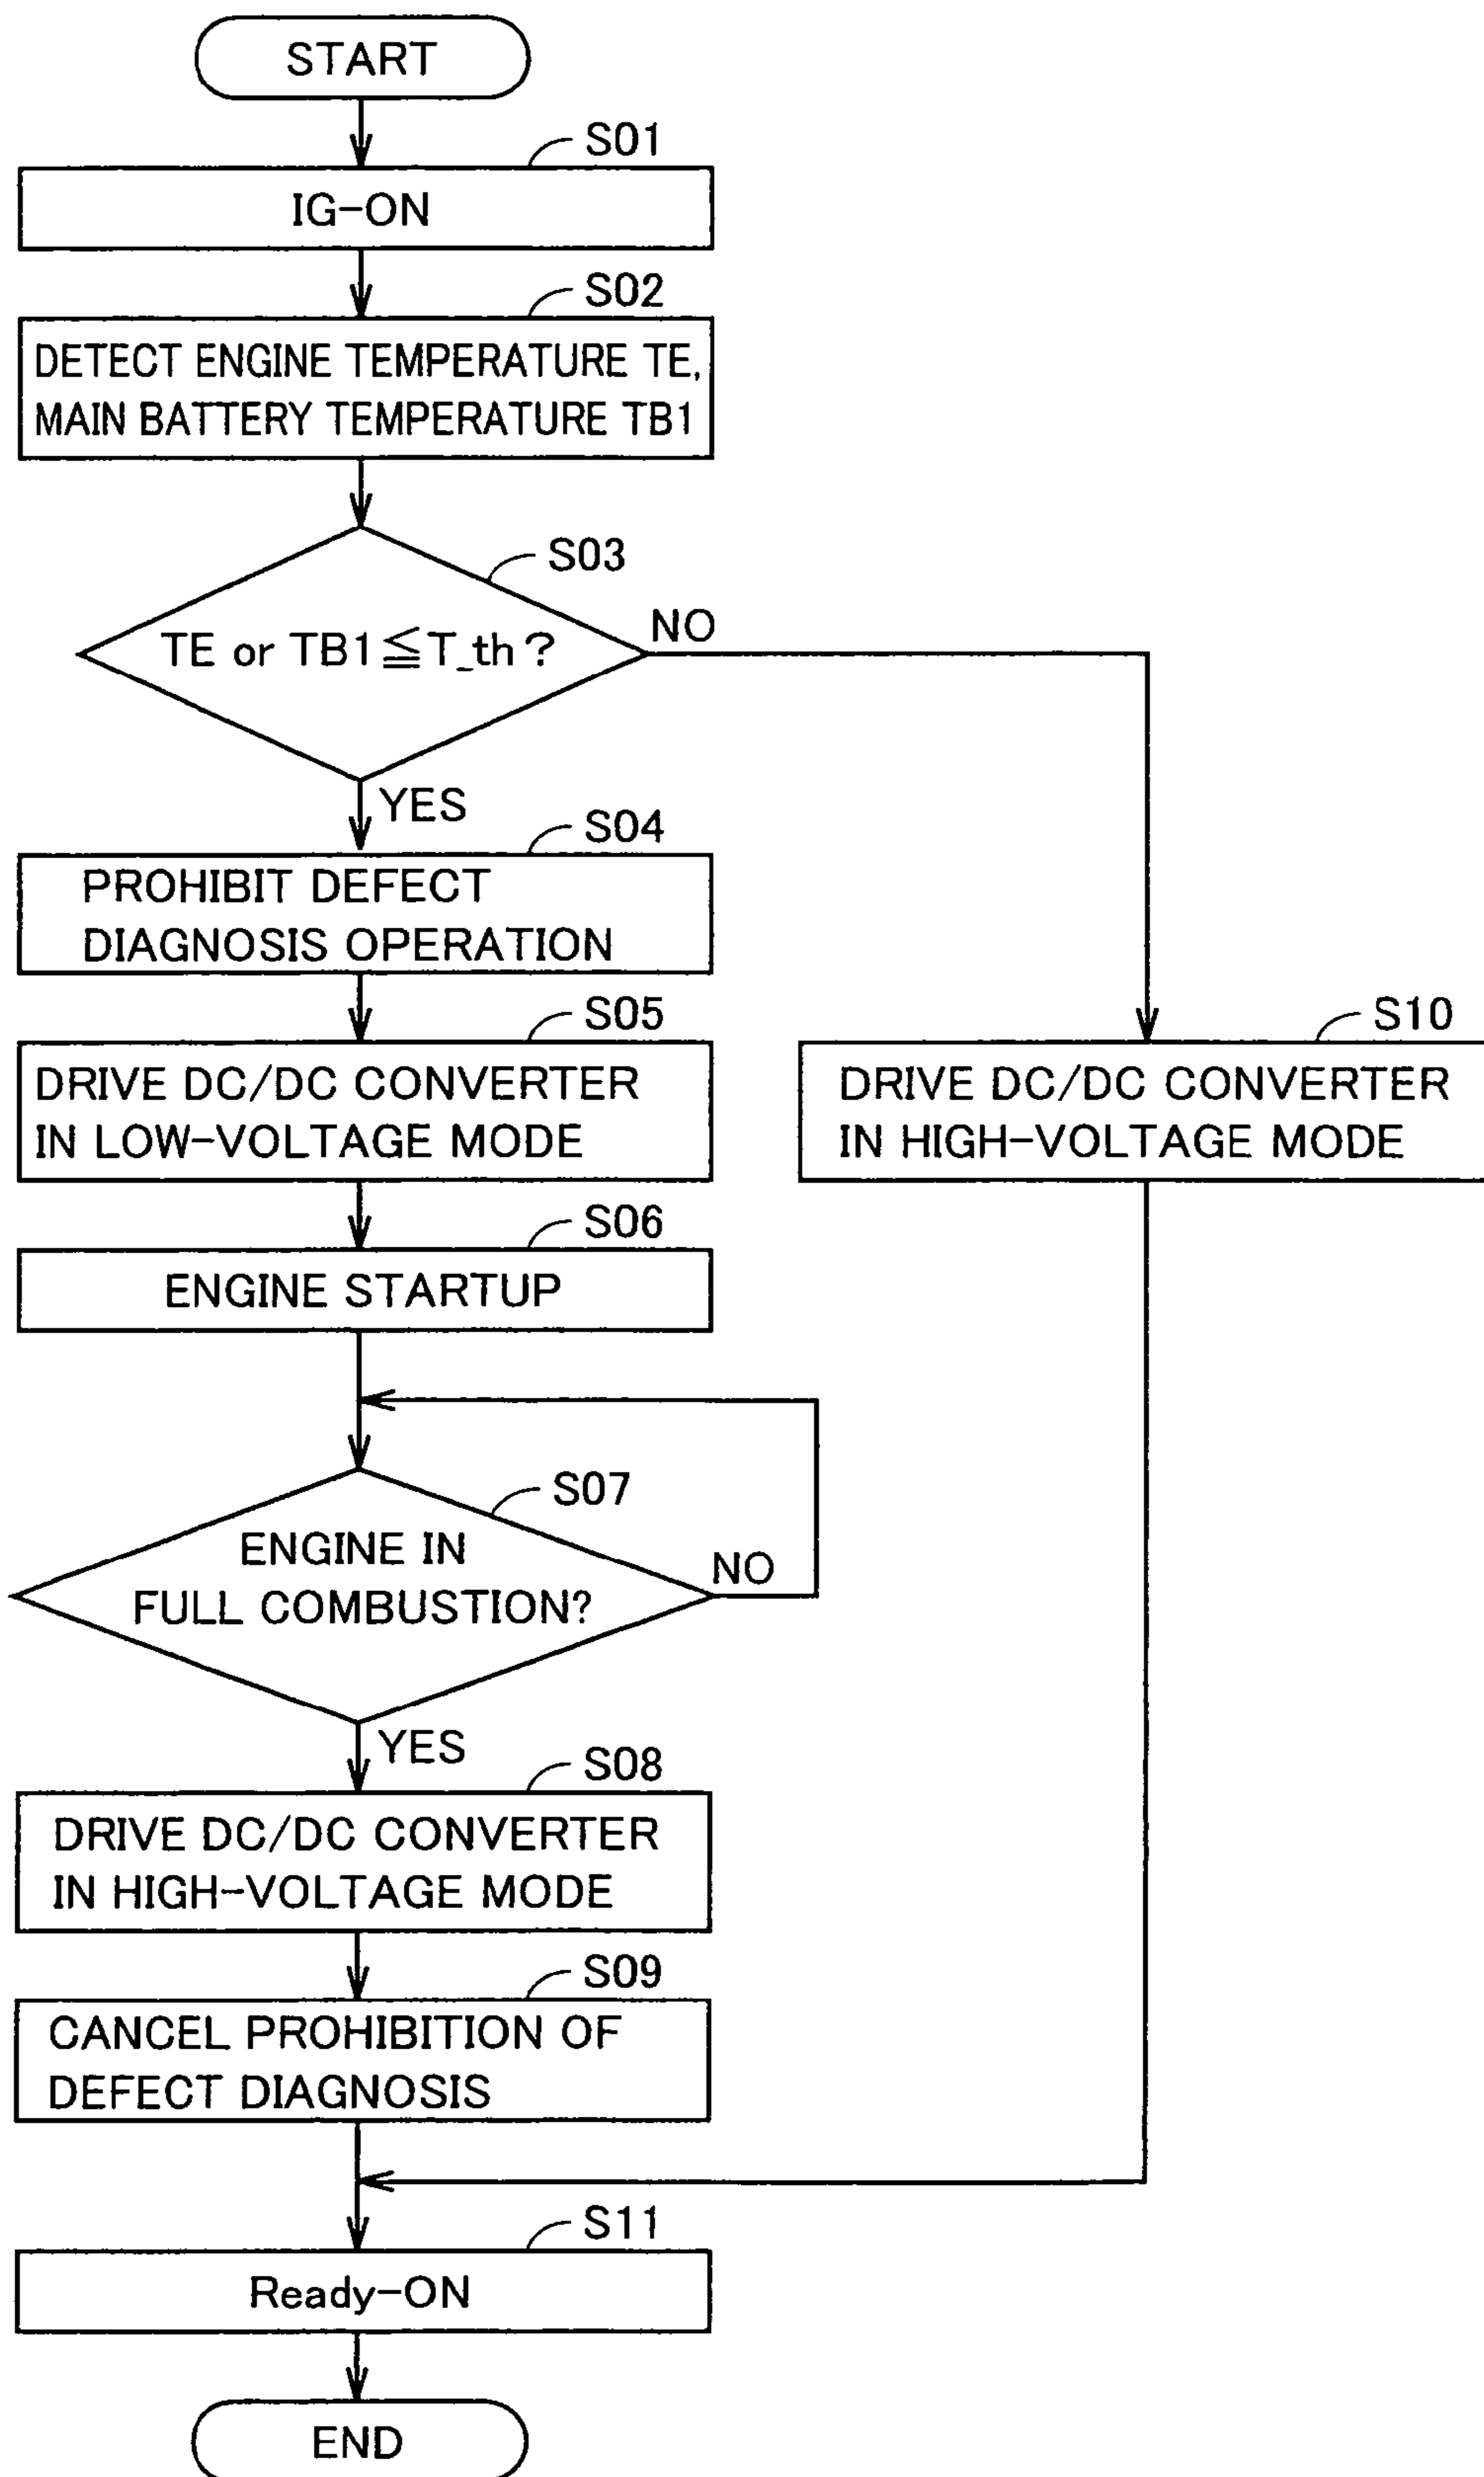 START
S01
IG-ON
S02
DETECT ENGINE TEMPERATURE TE,
MAIN BATTERY TEMPERATURE TB1
S03
TE or TB1≦T_th?
NO
YES
S04
PROHIBIT DEFECT
DIAGNOSIS OPERATION
S05
DRIVE DC/DC CONVERTER
IN LOW-VOLTAGE MODE
S10
DRIVE DC/DC CONVERTER
IN HIGH-VOLTAGE MODE
S06
ENGINE STARTUP
S07
ENGINE IN
FULL COMBUSTION?
NO
YES
S08
DRIVE DC/DC CONVERTER
IN HIGH-VOLTAGE MODE
S09
CANCEL PROHIBITION OF
DEFECT DIAGNOSIS
S11
Ready-ON
END